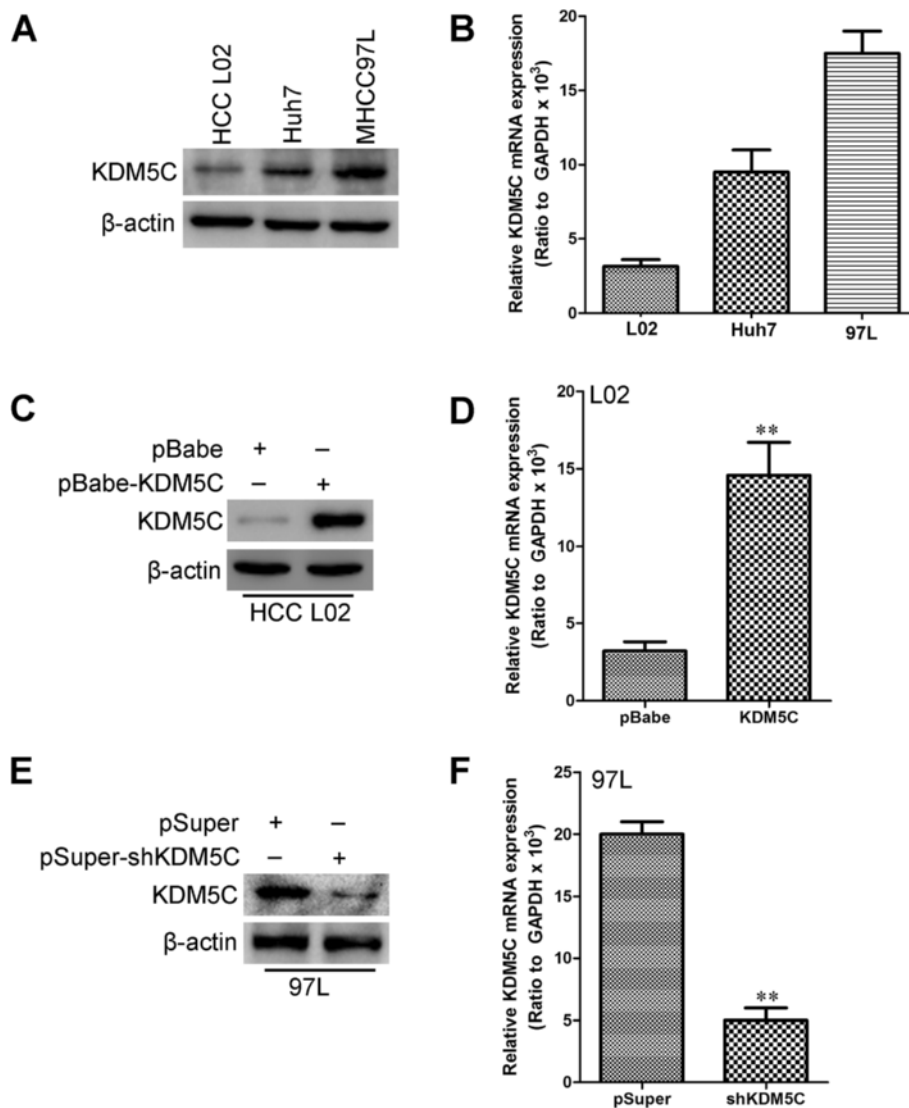 A
HCC L02
Huh7
MHCC97L
KDM5C
β-actin
B
Relative KDM5C mRNA expression
(Ratio to GAPDH x 10³)
20
15
10
5
0
L02
Huh7
97L
C
pBabe + –
pBabe-KDM5C – +
KDM5C
β-actin
HCC L02
D
L02
Relative KDM5C mRNA expression
(Ratio to GAPDH x 10³)
20
15
10
5
0
**
pBabe
KDM5C
E
pSuper + –
pSuper-shKDM5C – +
KDM5C
β-actin
97L
F
97L
Relative KDM5C mRNA expression
(Ratio to GAPDH x 10³)
25
20
15
10
5
0
**
pSuper
shKDM5C